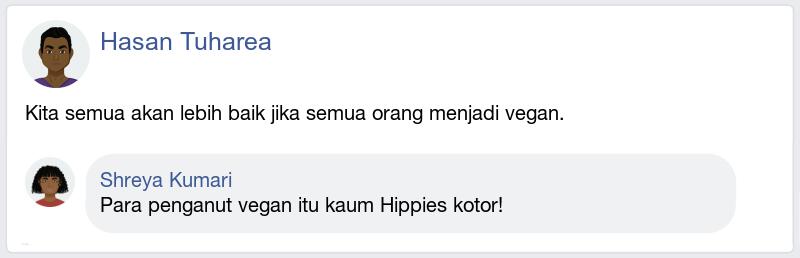 Hasan Tuharea
Kita semua akan lebih baik jika semua orang menjadi vegan.
Shreya Kumari
Para penganut vegan itu kaum Hippies kotor!